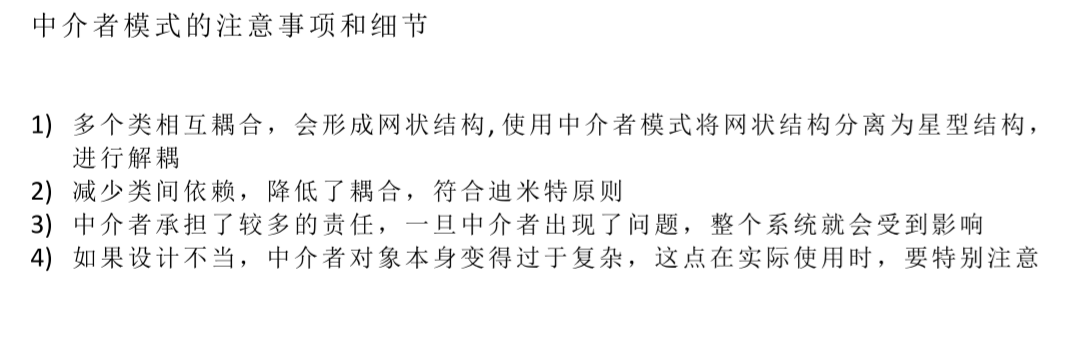 中介者模式的注意事项和细节
1) 多个类相互耦合，会形成网状结构,使用中介者模式将网状结构分离为星型结构，
进行解耦
2) 减少类间依赖，降低了耦合，符合迪米特原则
3) 中介者承担了较多的责任，一旦中介者出现了问题，整个系统就会受到影响
4) 如果设计不当，中介者对象本身变得过于复杂，这点在实际使用时，要特别注意